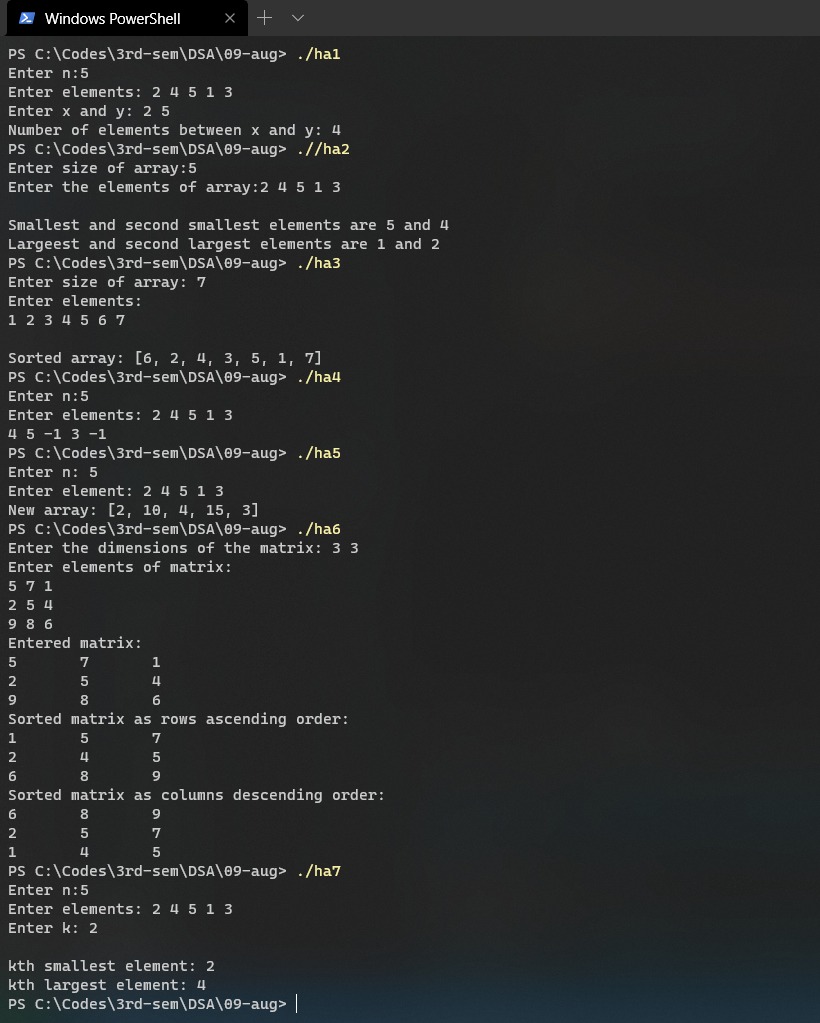 Windows PowerShell
PS C:\Codes\3rd-sem\DSA\09-aug> ./ha1
Enter n:5
Enter elements: 2 4 5 1 3
Enter x and y: 2 5
Number of elements between x and y: 4
PS C:\Codes\3rd-sem\DSA\09-aug> .//ha2
Enter size of array:5
Enter the elements of array:2 4 5 1 3
Smallest and second smallest elements are 5 and 4
Largeest and second largest elements are 1 and 2
PS C:\Codes\3rd-sem\DSA\09-aug> ./ha3
Enter size of array: 7
Enter elements:
1 2 3 4 5 6 7
Sorted array: [6, 2, 4, 3, 5, 1, 7]
PS C:\Codes\3rd-sem\DSA\09-aug> ./ha4
Enter n:5
Enter elements: 2 4 5 1 3
4 5 -1 3 -1
PS C:\Codes\3rd-sem\DSA\09-aug> ./ha5
Enter n: 5
Enter element: 2 4 5 1 3
New array: [2, 10, 4, 15, 3]
PS C:\Codes\3rd-sem\DSA\09-aug> ./ha6
Enter the dimensions of the matrix: 3 3
Enter elements of matrix:
5 7 1
2 5 4
9 8 6
Entered matrix:
5 7 1
2 5 4
9 8 6
Sorted matrix as rows ascending order:
1 5 7
2 4 5
6 8 9
Sorted matrix as columns descending order:
6 8 9
2 5 7
1 4 5
PS C:\Codes\3rd-sem\DSA\09-aug> ./ha7
Enter n:5
Enter elements: 2 4 5 1 3
Enter k: 2
kth smallest element: 2
kth largest element: 4
PS C:\Codes\3rd-sem\DSA\09-aug>